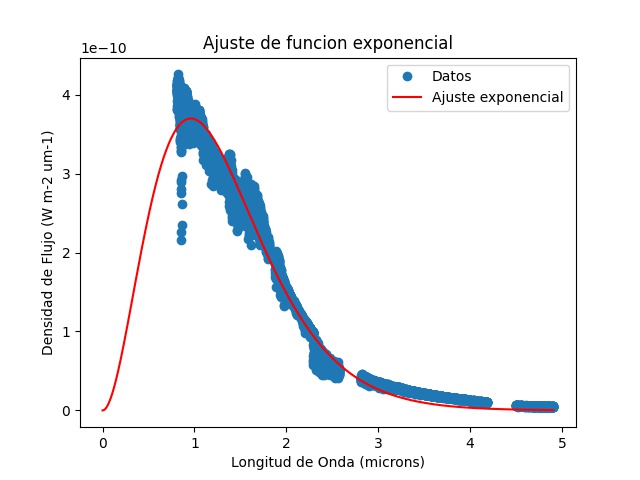 Ajuste de funcion exponencial
1e−10
Datos
Ajuste exponencial
4
3
2
1
0
Densidad de Flujo (W m-2 um-1)
0 1 2 3 4 5
Longitud de Onda (microns)